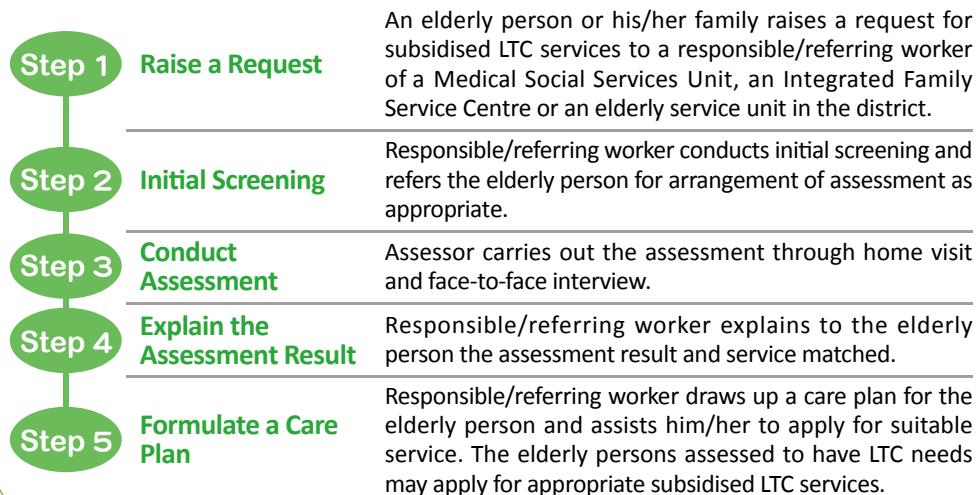 Step 1
Raise a Request
An elderly person or his/her family raises a request for
subsidised LTC services to a responsible/referring worker
of a Medical Social Services Unit, an Integrated Family
Service Centre or an elderly service unit in the district.
Step 2
Initial Screening
Responsible/referring worker conducts initial screening and
refers the elderly person for arrangement of assessment as
appropriate.
Step 3
Conduct
Assessment
Assessor carries out the assessment through home visit
and face-to-face interview.
Step 4
Explain the
Assessment Result
Responsible/referring worker explains to the elderly
person the assessment result and service matched.
Step 5
Formulate a Care
Plan
Responsible/referring worker draws up a care plan for the
elderly person and assists him/her to apply for suitable
service. The elderly persons assessed to have LTC needs
may apply for appropriate subsidised LTC services.